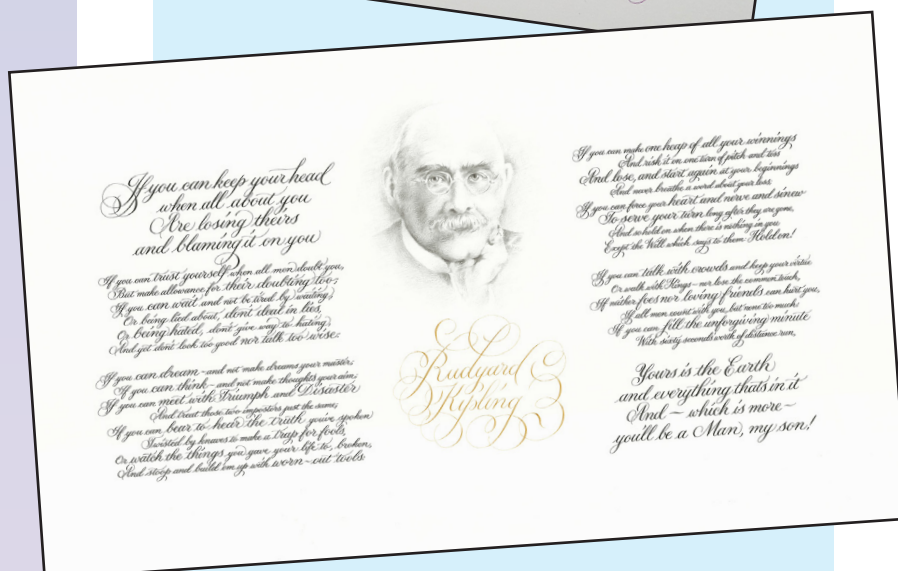 If you can keep your head
when all about you
Are losing theirs
and blaming it on you
If you can trust yourself when all men doubt you,
But make allowance for their doubting too;
If you can wait and not be tired by waiting,
Or being lied about, don't deal in lies,
Or being hated, don't give way to hating,
And yet don't look too good nor talk too wise:
If you can dream - and not make dreams your master;
If you can think - and not make thoughts your aim;
If you can meet with Triumph and Disaster
And treat those two imposters just the same;
If you can bear to hear the truth you've spoken
Twisted by knaves to make a trap for fools,
Or watch the things you gave your life to, broken,
And stoop and build 'em up with worn-out tools
Rudyard
Kipling
If you can make one heap of all your winnings
And risk it on one turn of pitch and toss
And lose, and start again at your beginnings
And never breathe a word about your loss
If you can force your heart and nerve and sinew
To serve your turn long after they are gone,
And so hold on when there is nothing in you
Except the Will which says to them Hold on!
If you can talk with crowds and keep your virtue
Or walk with Kings - nor lose the common touch,
If neither foes nor loving friends can hurt you,
If all men count with you, but none too much:
If you can fill the unforgiving minute
With sixty seconds worth of distance run,
Yours is the Earth
and everything that's in it
And - which is more -
you'll be a Man, my son!